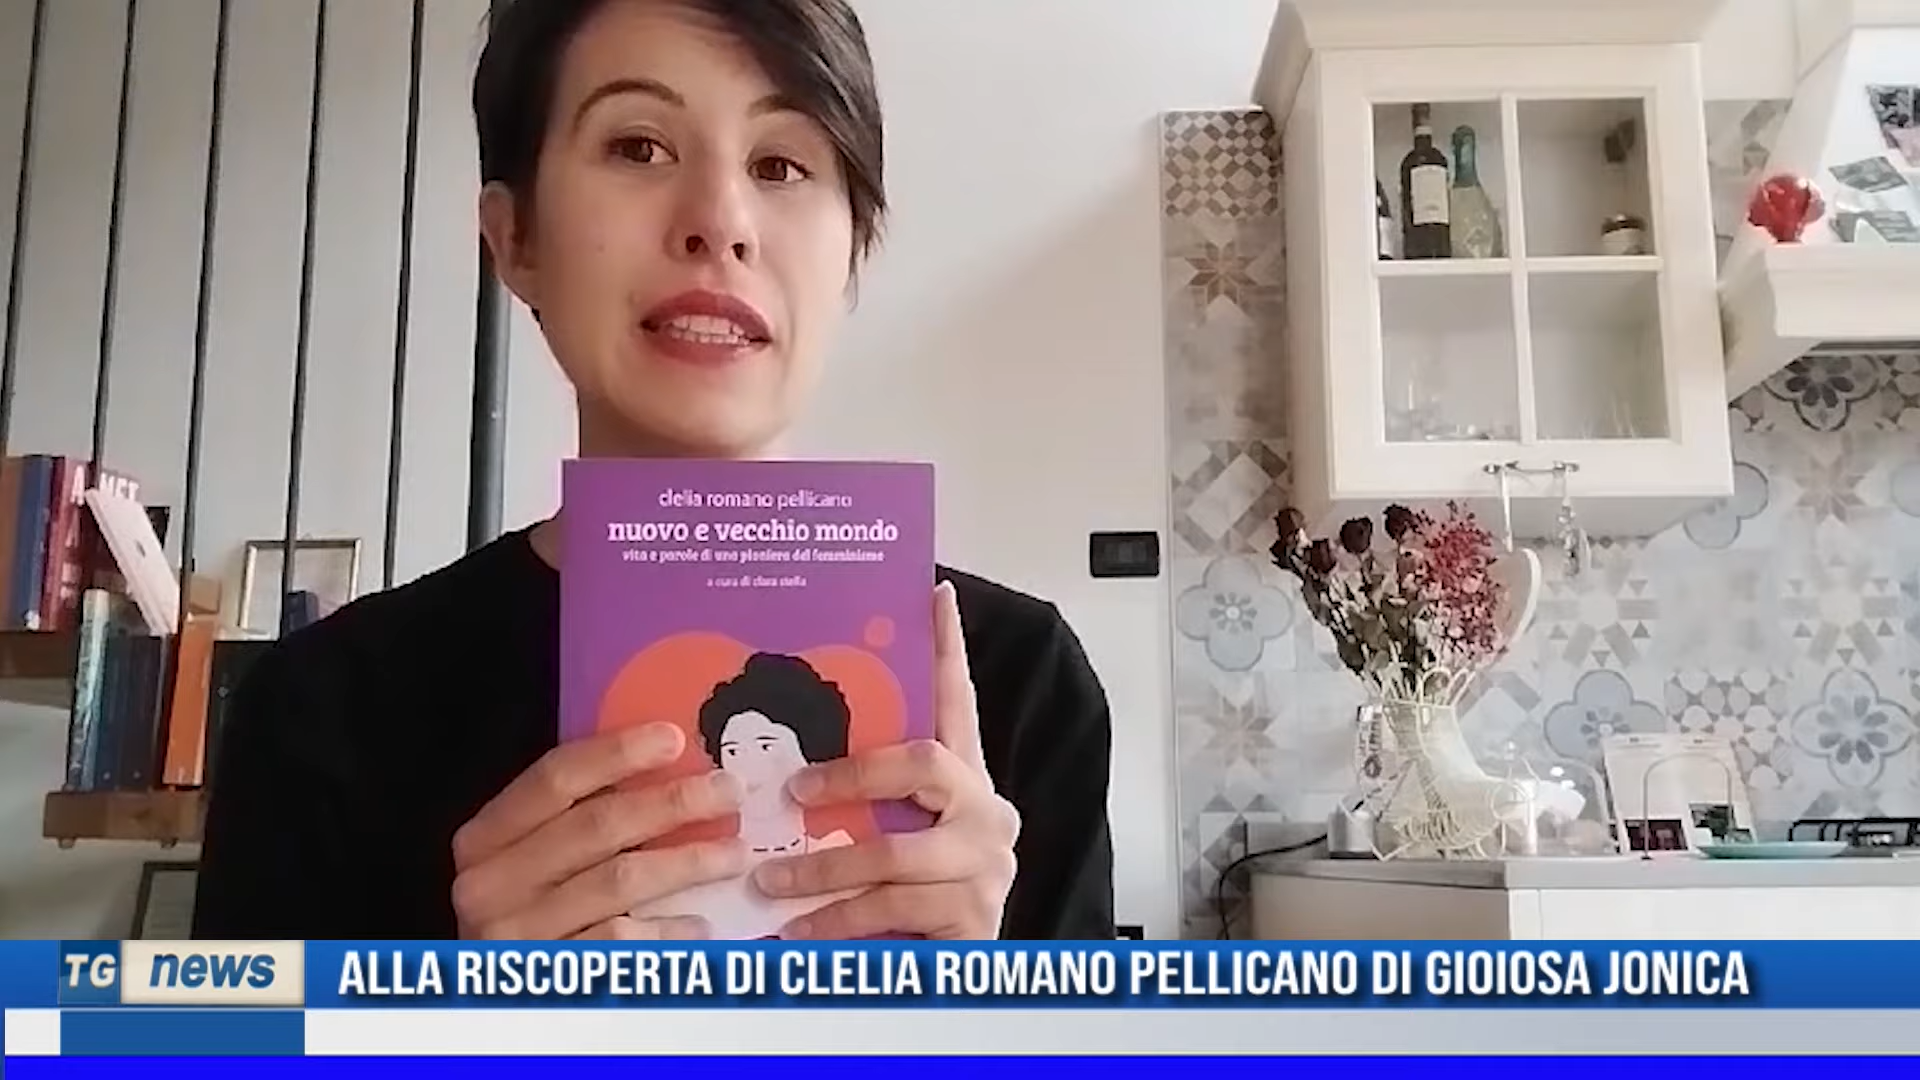 clelia romano pellicano
nuovo e vecchio mondo
vita e parole di una pioniera del femminismo
a cura di clara stella
TG news
ALLA RISCOPERTA DI CLELIA ROMANO PELLICANO DI GIOIOSA JONICA